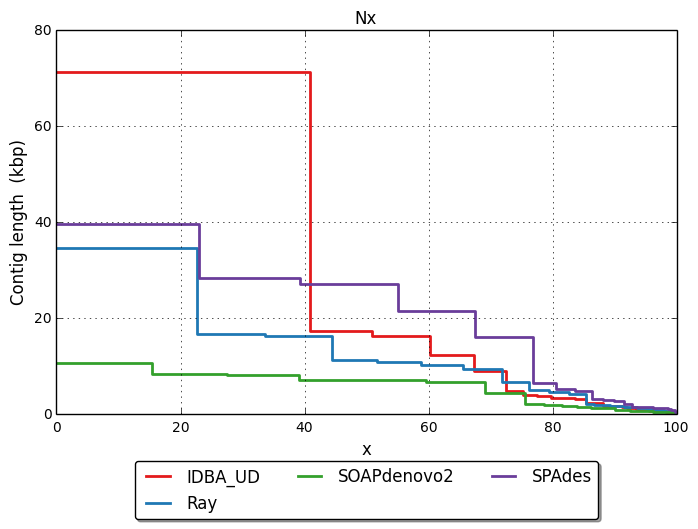 Nx
80
60
40
20
0
Contig length  (kbp)
0 20 40 60 80 100
x
IDBA_UD SOAPdenovo2 SPAdes
Ray